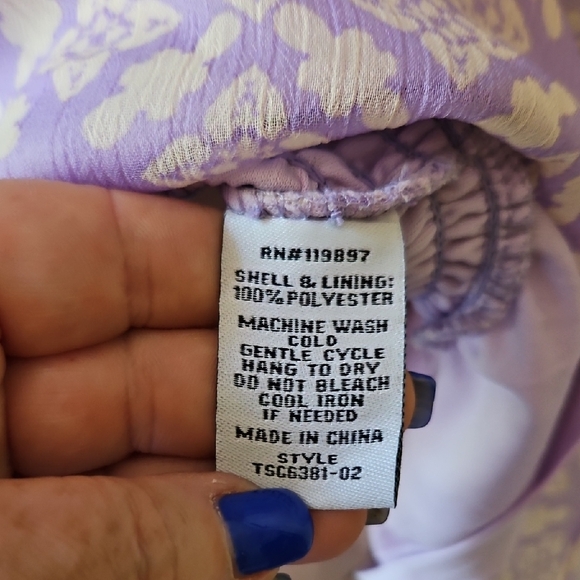 RN#119897
SHELL & LINING:
100% POLYESTER
MACHINE WASH
COLD
GENTLE CYCLE
HANG TO DRY
DO NOT BLEACH
COOL IRON
IF NEEDED
MADE IN CHINA
STYLE
TSG6381-02